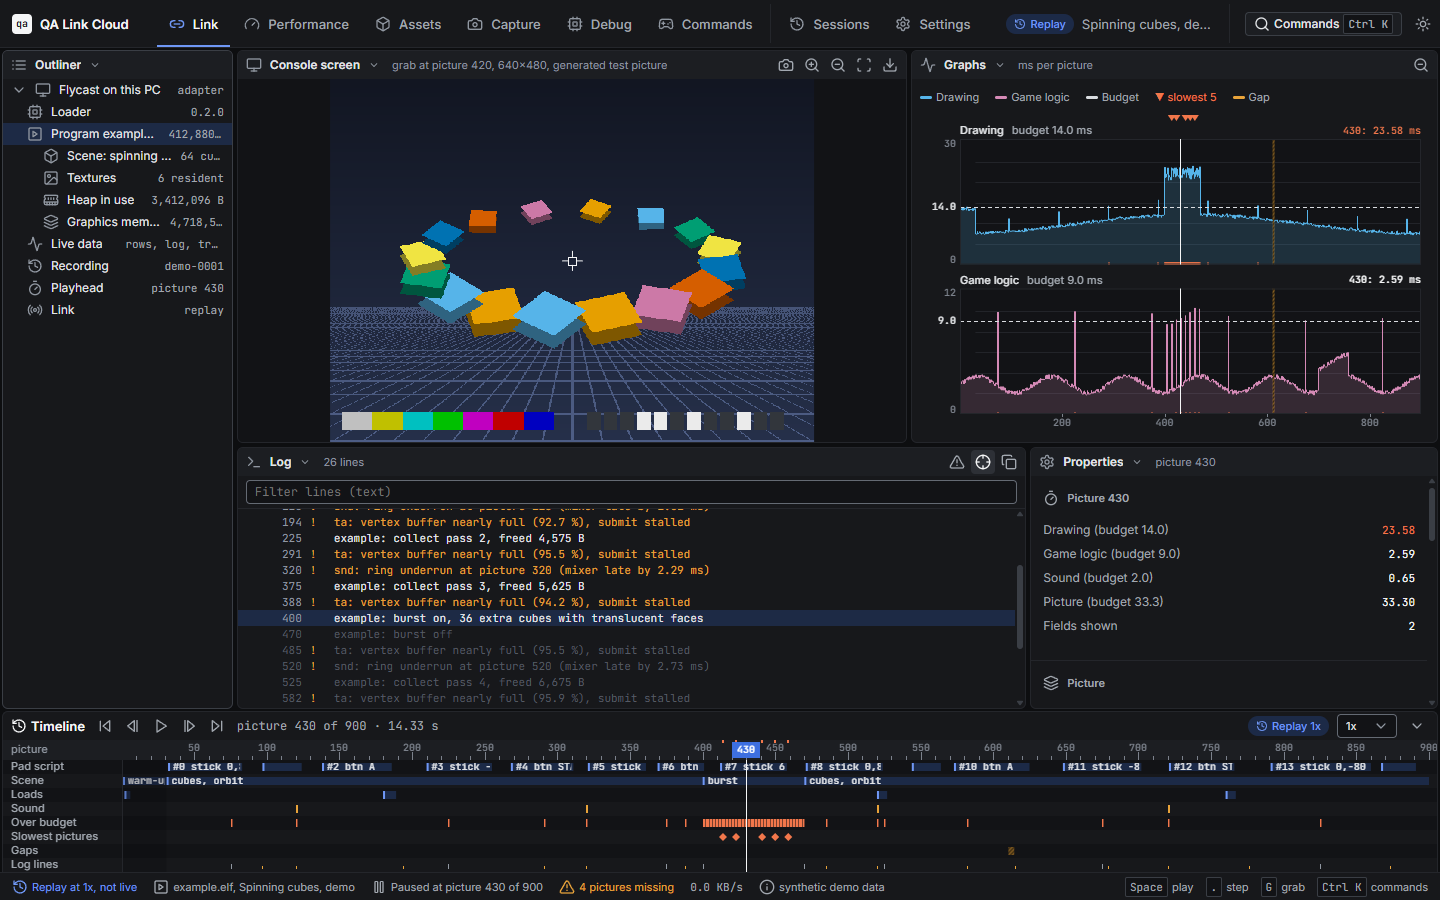 qa QA Link Cloud Link Performance Assets Capture Debug Commands Sessions Settings Replay Spinning cubes, de... Commands Ctrl K
Outliner
Flycast on this PC adapter
Loader 0.2.0
Program exampl... 412,880…
Scene: spinning ... 64 cu…
Textures 6 resident
Heap in use 3,412,096 B
Graphics mem... 4,718,5…
Live data rows, log, tr…
Recording demo-0001
Playhead picture 430
Link replay
Console screen grab at picture 420, 640×480, generated test picture
Graphs ms per picture
Drawing Game logic Budget slowest 5 Gap
Drawing budget 14.0 ms 430: 23.58 ms
30
14.0
0
Game logic budget 9.0 ms 430: 2.59 ms
12
9.0
0
200 400 600 800
Log 26 lines
Filter lines (text)
194 ! ta: vertex buffer nearly full (92.7 %), submit stalled
225 example: collect pass 2, freed 4,575 B
291 ! ta: vertex buffer nearly full (95.5 %), submit stalled
320 ! snd: ring underrun at picture 320 (mixer late by 2.29 ms)
375 example: collect pass 3, freed 5,625 B
388 ! ta: vertex buffer nearly full (94.2 %), submit stalled
400 example: burst on, 36 extra cubes with translucent faces
470 example: burst off
485 ! ta: vertex buffer nearly full (95.5 %), submit stalled
520 ! snd: ring underrun at picture 520 (mixer late by 2.73 ms)
525 example: collect pass 4, freed 6,675 B
582 ! ta: vertex buffer nearly full (95.9 %), submit stalled
Properties picture 430
Picture 430
Drawing (budget 14.0) 23.58
Game logic (budget 9.0) 2.59
Sound (budget 2.0) 0.65
Picture (budget 33.3) 33.30
Fields shown 2
Picture
Timeline picture 430 of 900 · 14.33 s Replay 1x 1x
picture 50 100 150 200 250 300 350 400 430 450 500 550 600 650 700 750 800 850 900
Pad script #0 stick 0, #2 btn A #3 stick - #4 btn ST #5 stick #6 btn #7 stick 6 #8 stick 0,8 #10 btn A #11 stick -8 #12 btn ST #13 stick 0,-80
Scene warm-u cubes, orbit burst cubes, orbit
Loads
Sound
Over budget
Slowest pictures
Gaps
Log lines
Replay at 1x, not live example.elf, Spinning cubes, demo Paused at picture 430 of 900 4 pictures missing 0.0 KB/s synthetic demo data Space play . step G grab Ctrl K commands